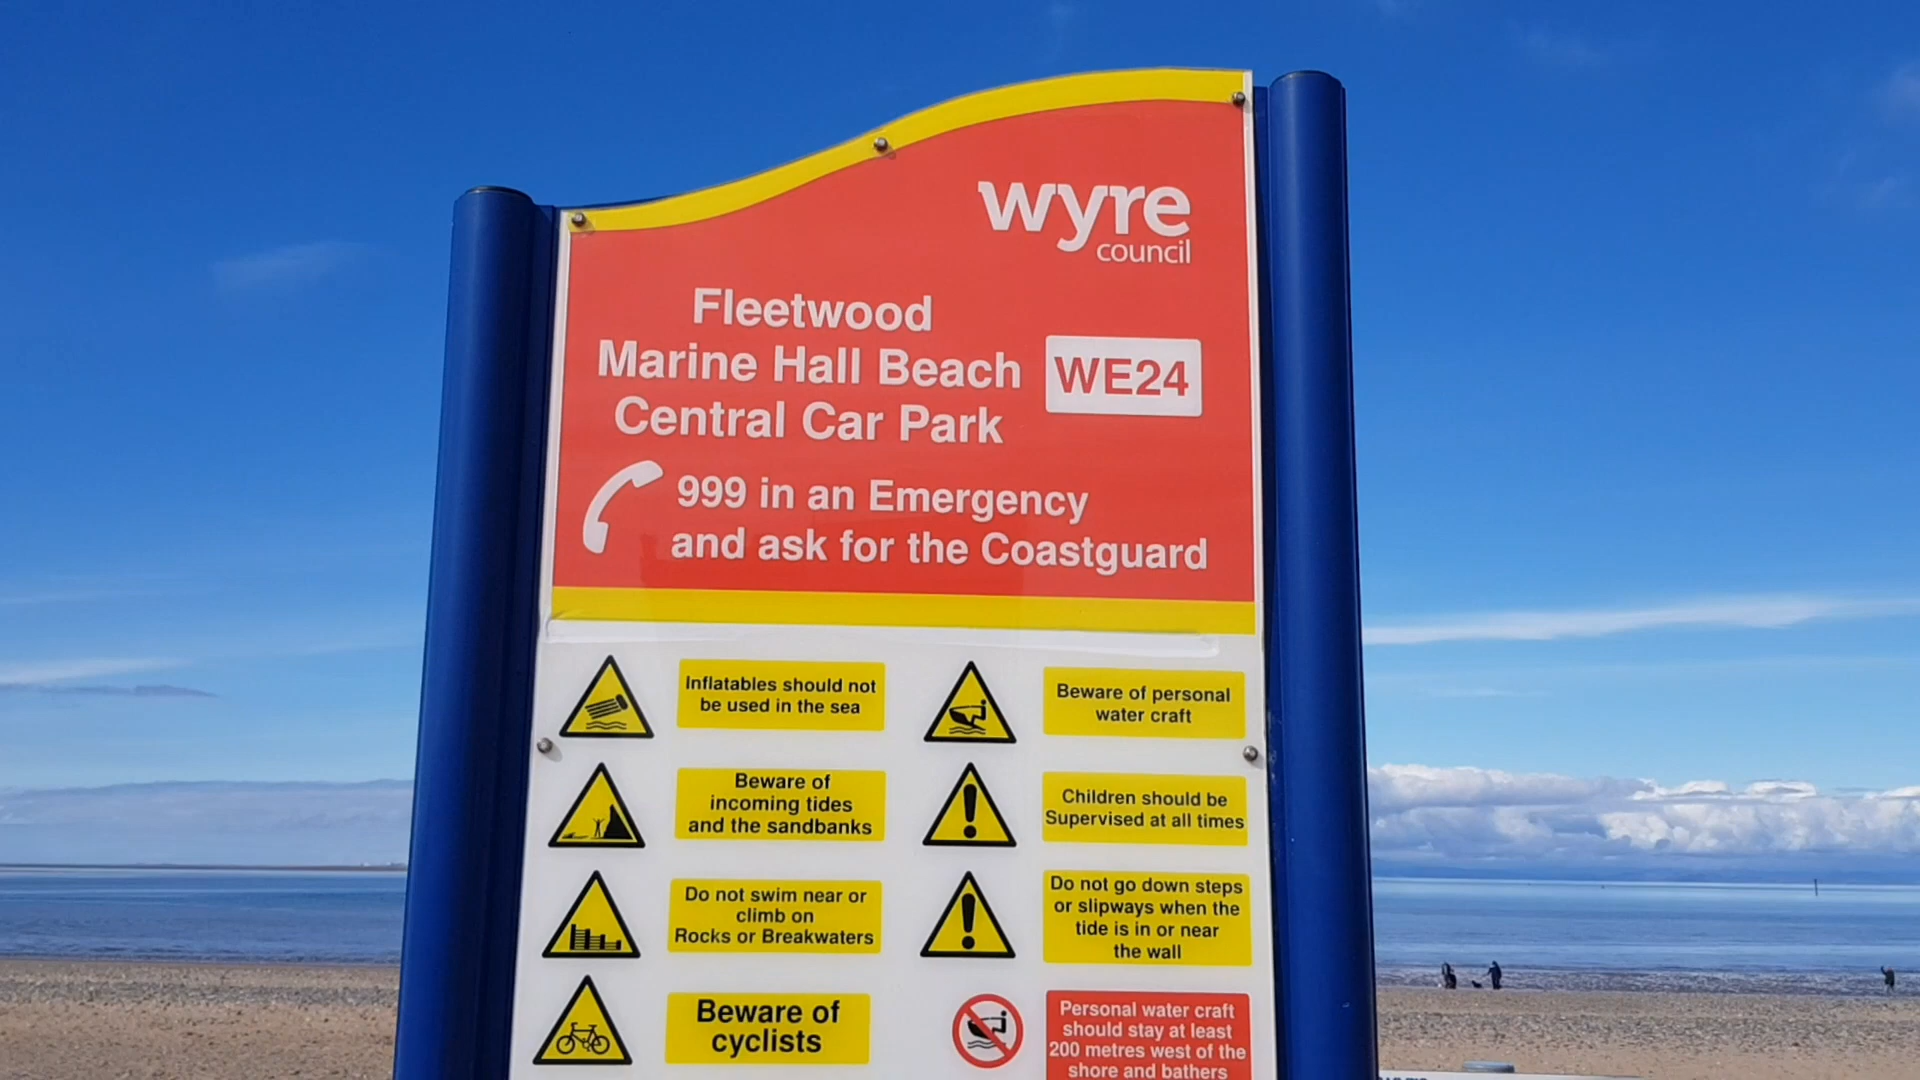 wyre
council
Fleetwood
Marine Hall Beach
Central Car Park
WE24
999 in an Emergency
and ask for the Coastguard
Inflatables should not
be used in the sea
Beware of personal
water craft
Beware of
incoming tides
and the sandbanks
Children should be
Supervised at all times
Do not swim near or
climb on
Rocks or Breakwaters
Do not go down steps
or slipways when the
tide is in or near
the wall
Beware of
cyclists
Personal water craft
should stay at least
200 metres west of the
shore and bathers